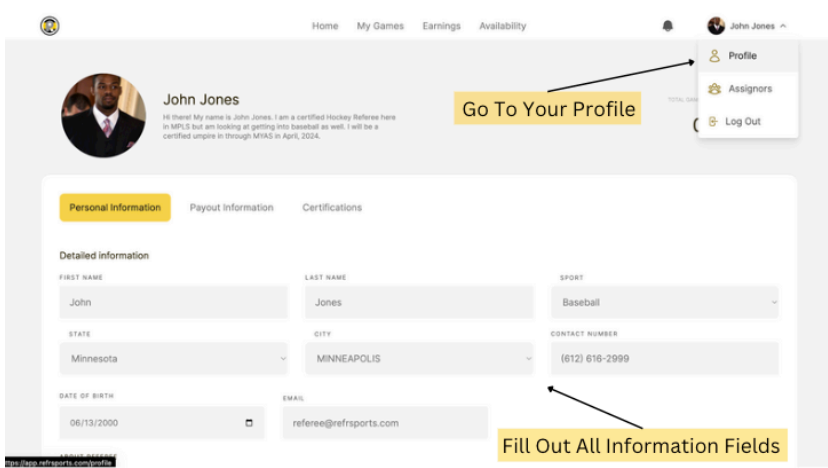 Home My Games Earnings Availability John Jones
Profile
Assignors
Log Out
Go To Your Profile
John Jones
Hi there! My name is John Jones. I am a certified Hockey Referee here
in MPLS but am looking at getting into baseball as well. I will be a
certified umpire in through MYAS in April, 2024.
TOTAL
Personal Information Payout Information Certifications
Detailed information
FIRST NAME LAST NAME SPORT
John Jones Baseball
STATE CITY CONTACT NUMBER
Minnesota MINNEAPOLIS (612) 616-2999
DATE OF BIRTH EMAIL
06/13/2000 referee@refrsports.com
Fill Out All Information Fields
ABOUT REFEREE
ttps://app.refrsports.com/profile